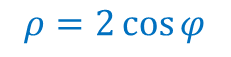 ρ = 2 cos φ